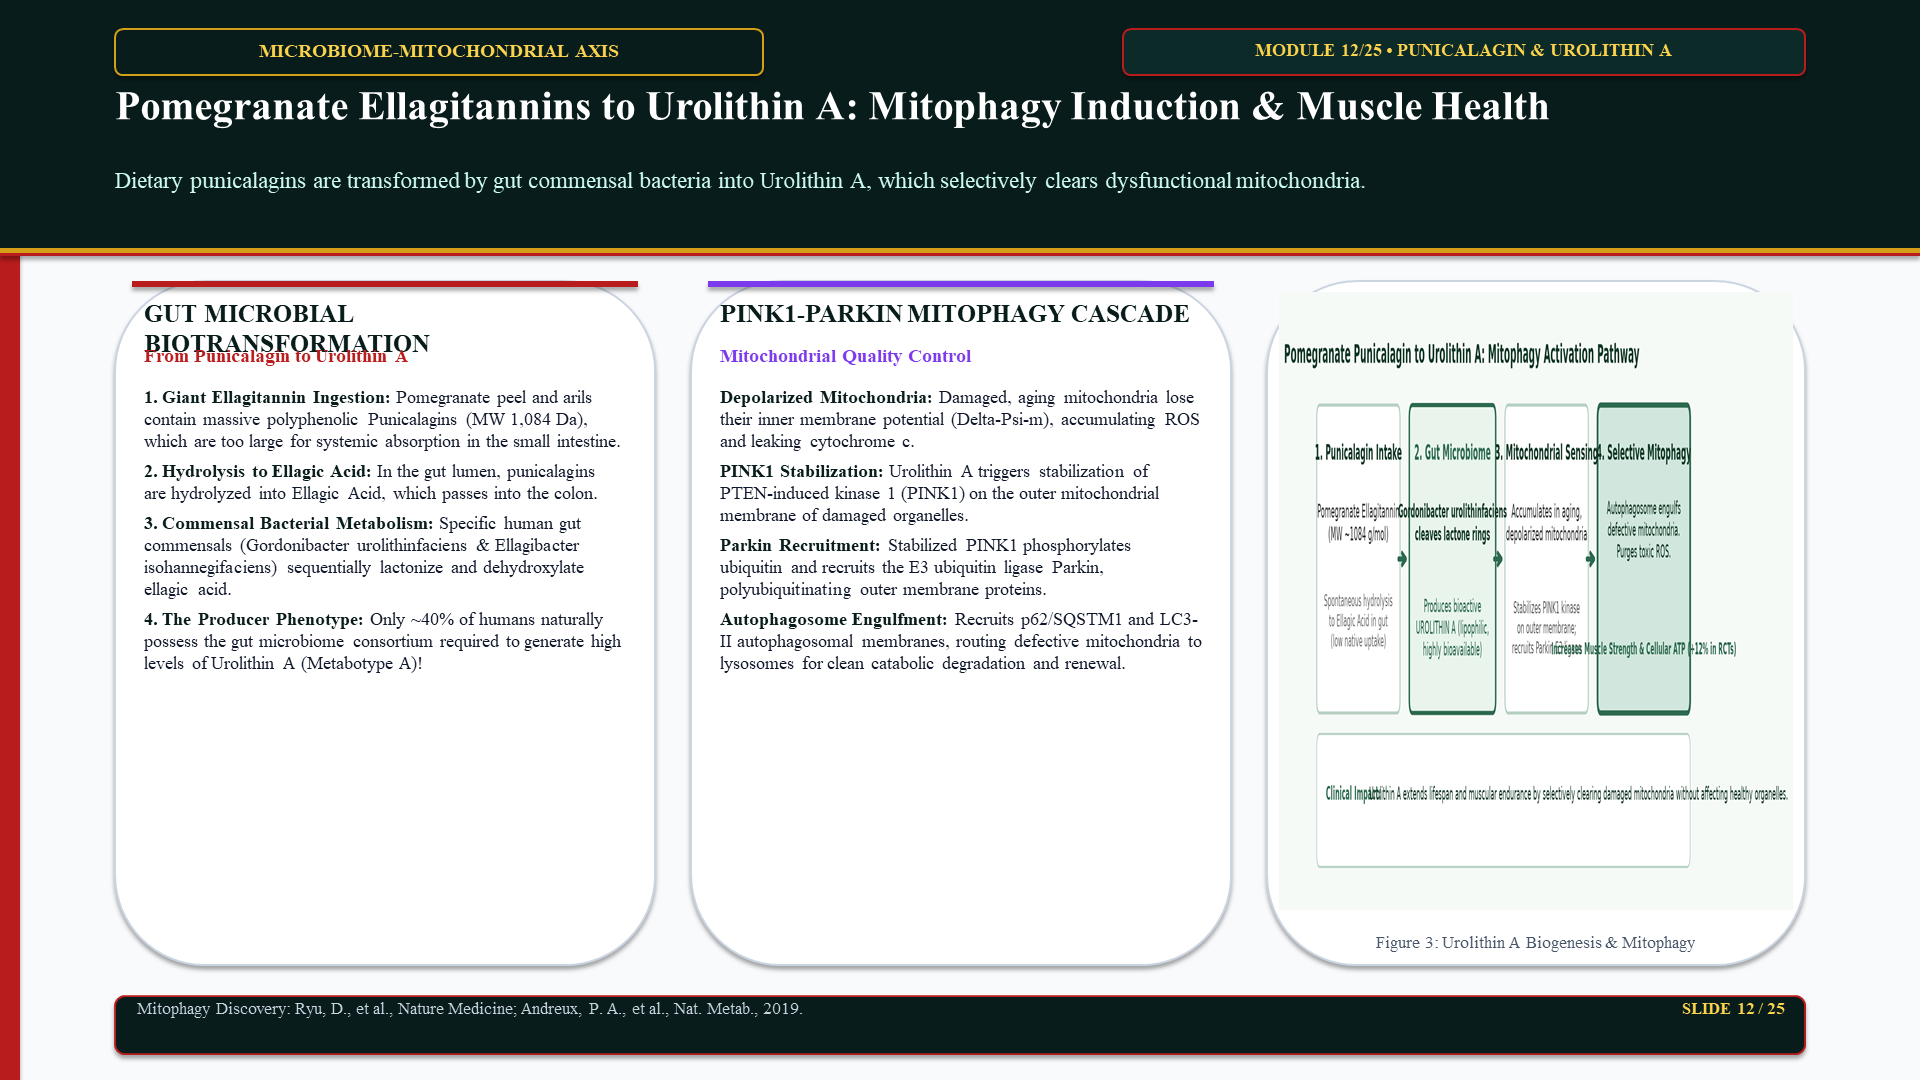 MICROBIOME-MITOCHONDRIAL AXIS
MODULE 12/25 • PUNICALAGIN & UROLITHIN A
Pomegranate Ellagitannins to Urolithin A: Mitophagy Induction & Muscle Health
Dietary punicalagins are transformed by gut commensal bacteria into Urolithin A, which selectively clears dysfunctional mitochondria.
GUT MICROBIAL
BIOTRANSFORMATION
From Punicalagin to Urolithin A
1. Giant Ellagitannin Ingestion: Pomegranate peel and arils
contain massive polyphenolic Punicalagins (MW 1,084 Da),
which are too large for systemic absorption in the small intestine.
2. Hydrolysis to Ellagic Acid: In the gut lumen, punicalagins
are hydrolyzed into Ellagic Acid, which passes into the colon.
3. Commensal Bacterial Metabolism: Specific human gut
commensals (Gordonibacter urolithinfaciens & Ellagibacter
isohannegifaciens) sequentially lactonize and dehydroxylate
ellagic acid.
4. The Producer Phenotype: Only ~40% of humans naturally
possess the gut microbiome consortium required to generate high
levels of Urolithin A (Metabotype A)!
PINK1-PARKIN MITOPHAGY CASCADE
Mitochondrial Quality Control
Depolarized Mitochondria: Damaged, aging mitochondria lose
their inner membrane potential (Delta-Psi-m), accumulating ROS
and leaking cytochrome c.
PINK1 Stabilization: Urolithin A triggers stabilization of
PTEN-induced kinase 1 (PINK1) on the outer mitochondrial
membrane of damaged organelles.
Parkin Recruitment: Stabilized PINK1 phosphorylates
ubiquitin and recruits the E3 ubiquitin ligase Parkin,
polyubiquitinating outer membrane proteins.
Autophagosome Engulfment: Recruits p62/SQSTM1 and LC3-
II autophagosomal membranes, routing defective mitochondria to
lysosomes for clean catabolic degradation and renewal.
Pomegranate Punicalagin to Urolithin A: Mitophagy Activation Pathway
1. Punicalagin Intake
Pomegranate Ellagitannin
(MW ~1084 g/mol)
Spontaneous hydrolysis
to Ellagic Acid in gut
(low native uptake)
2. Gut Microbiome
Gordonibacter urolithinfaciens
cleaves lactone rings
Produces bioactive
UROLITHIN A (lipophilic,
highly bioavailable)
3. Mitochondrial Sensing
Accumulates in aging,
depolarized mitochondria
Stabilizes PINK1 kinase
on outer membrane;
recruits Parkin
4. Selective Mitophagy
Autophagosome engulfs
defective mitochondria.
Purges toxic ROS.
Increases Muscle Strength & Cellular ATP (+12% in RCTs)
Clinical Impact: Urolithin A extends lifespan and muscular endurance by selectively clearing damaged mitochondria without affecting healthy organelles.
Figure 3: Urolithin A Biogenesis & Mitophagy
Mitophagy Discovery: Ryu, D., et al., Nature Medicine; Andreux, P. A., et al., Nat. Metab., 2019.
SLIDE 12 / 25